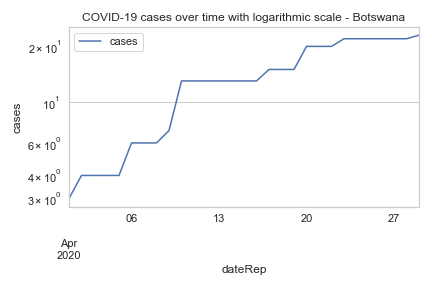 COVID-19 cases over time with logarithmic scale - Botswana
cases
2 × 10¹
10¹
6 × 10⁰
4 × 10⁰
3 × 10⁰
cases
06 13 20 27
Apr
2020
dateRep